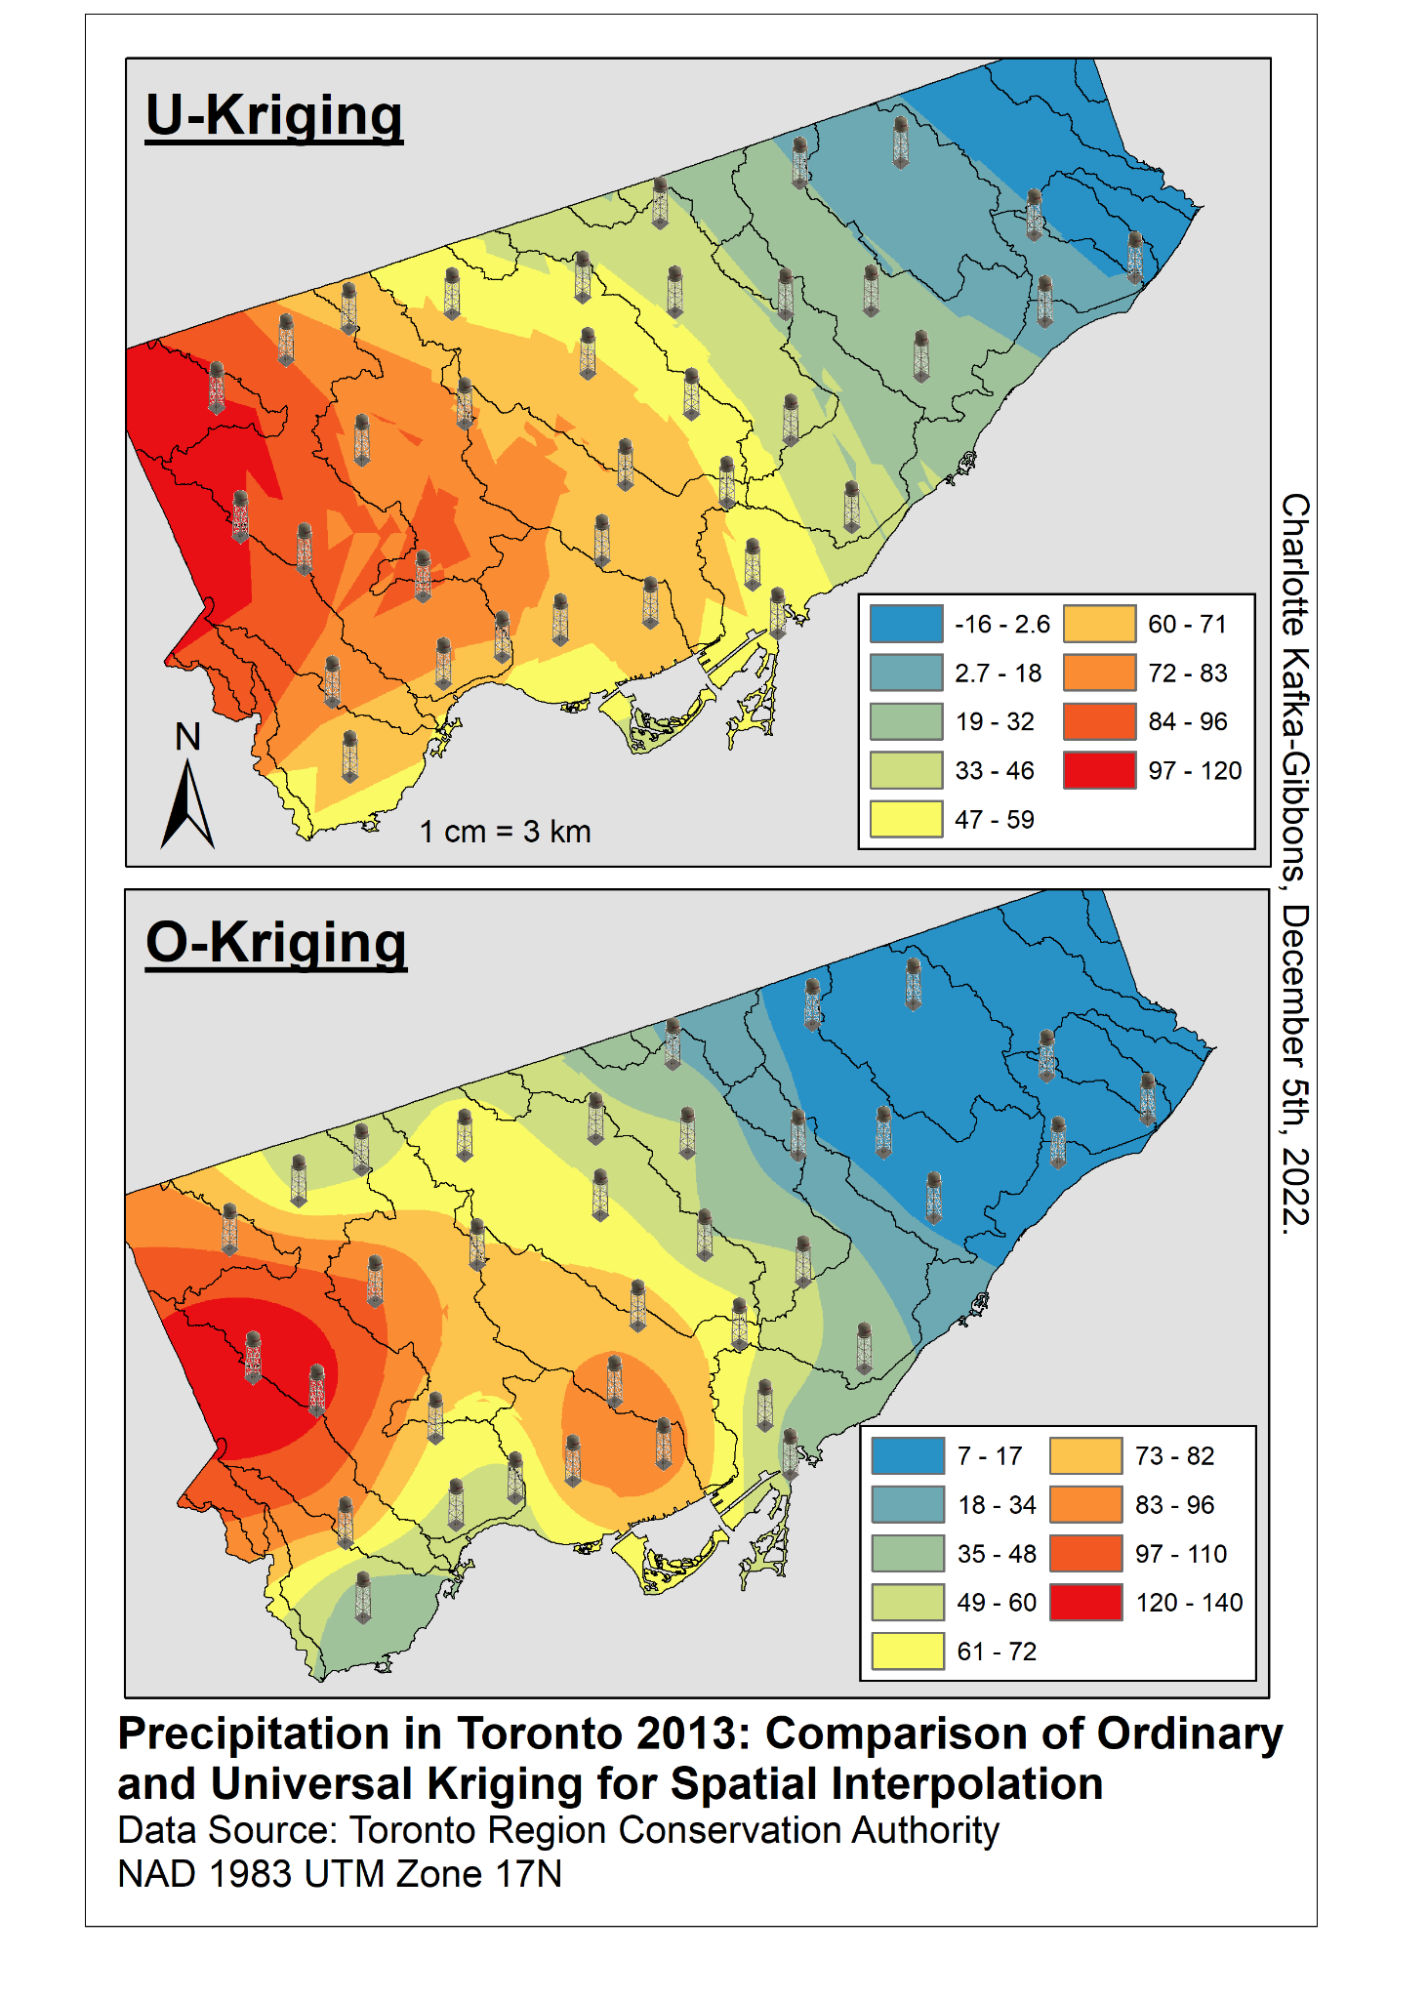 U-Kriging
N
1 cm = 3 km
-16 - 2.6
2.7 - 18
19 - 32
33 - 46
47 - 59
60 - 71
72 - 83
84 - 96
97 - 120
Charlotte Kafka-Gibbons, December 5th, 2022.
O-Kriging
7 - 17
18 - 34
35 - 48
49 - 60
61 - 72
73 - 82
83 - 96
97 - 110
120 - 140
Precipitation in Toronto 2013: Comparison of Ordinary
and Universal Kriging for Spatial Interpolation
Data Source: Toronto Region Conservation Authority
NAD 1983 UTM Zone 17N